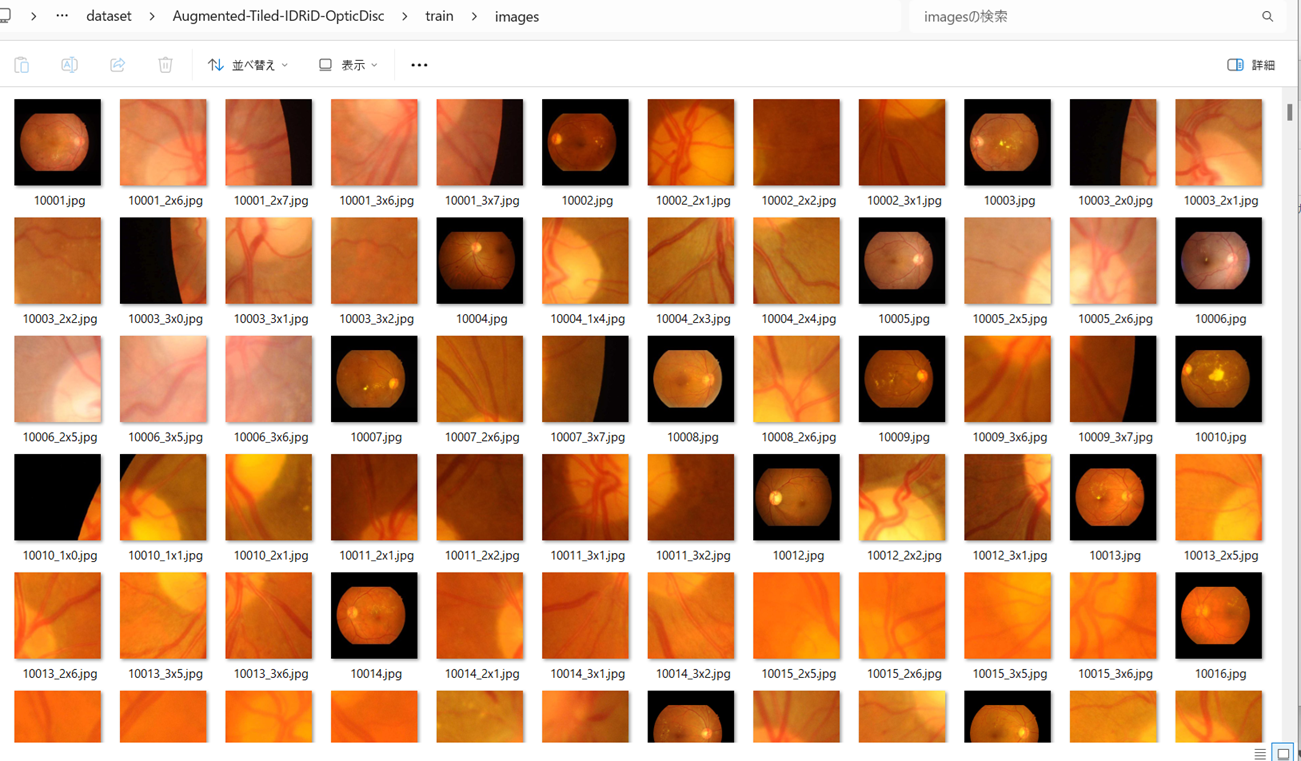 … dataset Augmented-Tiled-IDRiD-OpticDisc train images imagesの検索
並べ替え 表示 … 詳細
10001.jpg 10001_2x6.jpg 10001_2x7.jpg 10001_3x6.jpg 10001_3x7.jpg 10002.jpg 10002_2x1.jpg 10002_2x2.jpg 10002_3x1.jpg 10003.jpg 10003_2x0.jpg 10003_2x1.jpg
10003_2x2.jpg 10003_3x0.jpg 10003_3x1.jpg 10003_3x2.jpg 10004.jpg 10004_1x4.jpg 10004_2x3.jpg 10004_2x4.jpg 10005.jpg 10005_2x5.jpg 10005_2x6.jpg 10006.jpg
10006_2x5.jpg 10006_3x5.jpg 10006_3x6.jpg 10007.jpg 10007_2x6.jpg 10007_3x7.jpg 10008.jpg 10008_2x6.jpg 10009.jpg 10009_3x6.jpg 10009_3x7.jpg 10010.jpg
10010_1x0.jpg 10010_1x1.jpg 10010_2x1.jpg 10011_2x1.jpg 10011_2x2.jpg 10011_3x1.jpg 10011_3x2.jpg 10012.jpg 10012_2x2.jpg 10012_3x1.jpg 10013.jpg 10013_2x5.jpg
10013_2x6.jpg 10013_3x5.jpg 10013_3x6.jpg 10014.jpg 10014_2x1.jpg 10014_3x1.jpg 10014_3x2.jpg 10015_2x5.jpg 10015_2x6.jpg 10015_3x5.jpg 10015_3x6.jpg 10016.jpg